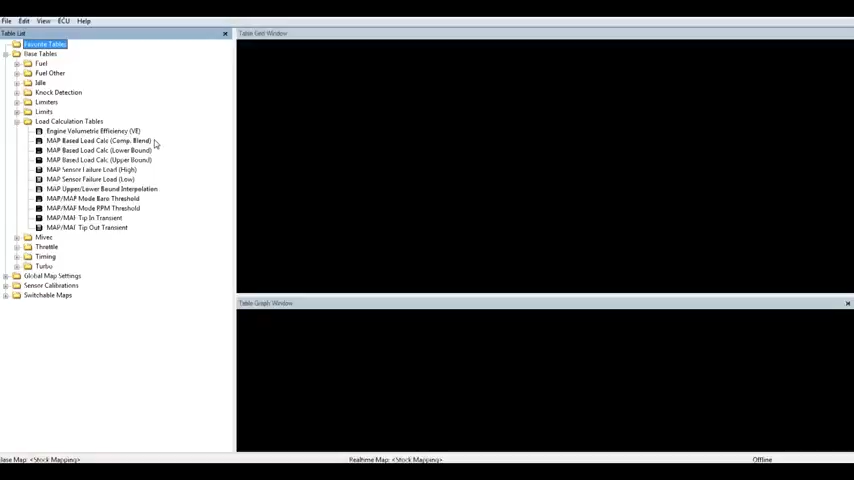 File Edit View ECU Help
Table List
Table Grid Window
Favorite Tables
Base Tables
Fuel
Fuel Other
Idle
Knock Detection
Limiters
Limits
Load Calculation Tables
Engine Volumetric Efficiency (VE)
MAP Based Load Calc (Comp. Blend)
MAP Based Load Calc (Lower Bound)
MAP Based Load Calc (Upper Bound)
MAP Sensor Failure Load (High)
MAP Sensor Failure Load (Low)
MAP Upper/Lower Bound Interpolation
MAP/MAF Mode Baro Threshold
MAP/MAF Mode RPM Threshold
MAP/MAF Tip In Transient
MAP/MAF Tip Out Transient
Mivec
Throttle
Timing
Turbo
Global Map Settings
Sensor Calibrations
Switchable Maps
Table Graph Window
Base Map: <Stock Mapping>
Realtime Map: <Stock Mapping>
Offline